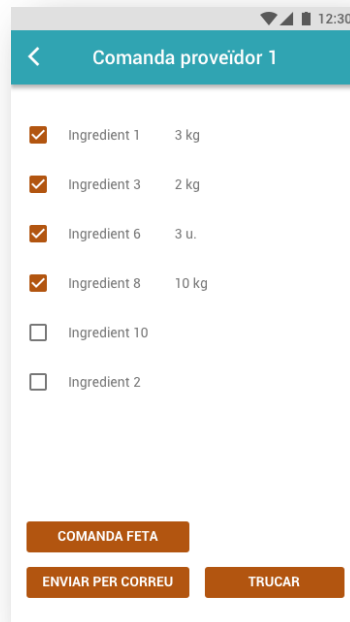 12:30
Comanda proveïdor 1
Ingredient 1 3 kg
Ingredient 3 2 kg
Ingredient 6 3 u.
Ingredient 8 10 kg
Ingredient 10
Ingredient 2
COMANDA FETA
ENVIAR PER CORREU TRUCAR